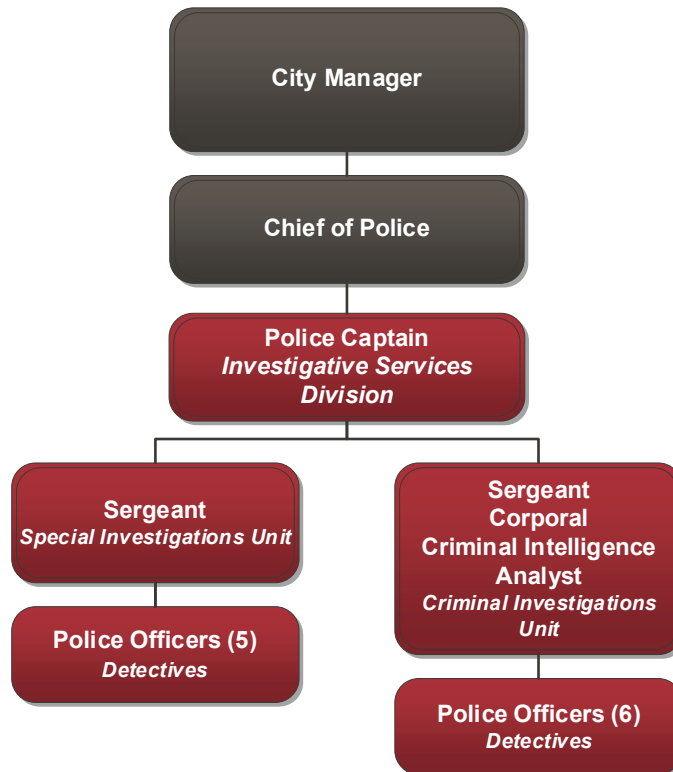 City Manager
Chief of Police
Police Captain
Investigative Services
Division
Sergeant
Special Investigations Unit
Police Officers (5)
Detectives
Sergeant
Corporal
Criminal Intelligence
Analyst
Criminal Investigations
Unit
Police Officers (6)
Detectives